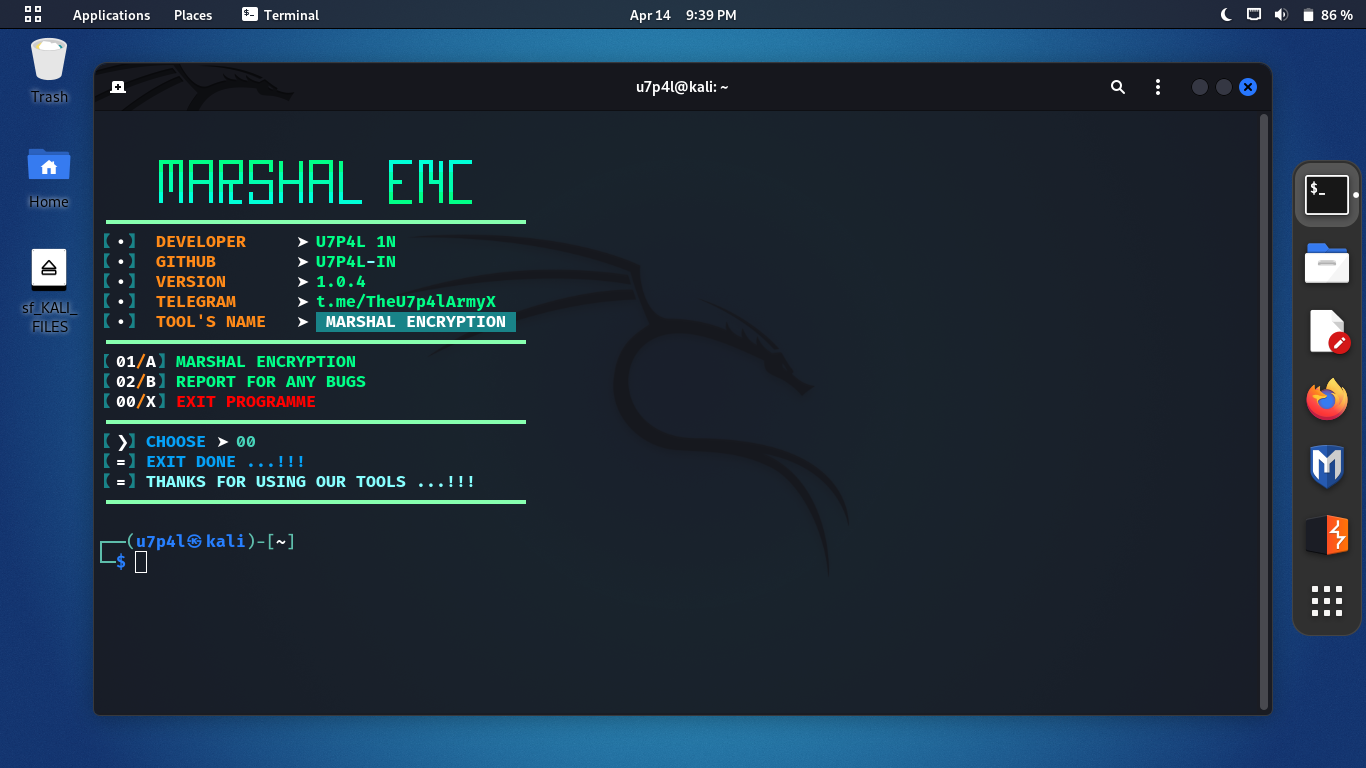 Applications Places Terminal Apr 14 9:39 PM 86 %
Trash
Home
sf_KALI_
FILES
u7p4l@kali: ~
MARSHAL ENC
【 • 】 DEVELOPER ➤ U7P4L 1N
【 • 】 GITHUB ➤ U7P4L-IN
【 • 】 VERSION ➤ 1.0.4
【 • 】 TELEGRAM ➤ t.me/TheU7p4lArmyX
【 • 】 TOOL'S NAME ➤ MARSHAL ENCRYPTION
【 01/A】 MARSHAL ENCRYPTION
【 02/B】 REPORT FOR ANY BUGS
【 00/X】 EXIT PROGRAMME
【 ❯】 CHOOSE ➤ 00
【 =】 EXIT DONE ...!!!
【 =】 THANKS FOR USING OUR TOOLS ...!!!
┌──(u7p4l㉿kali)-[~]
└─$